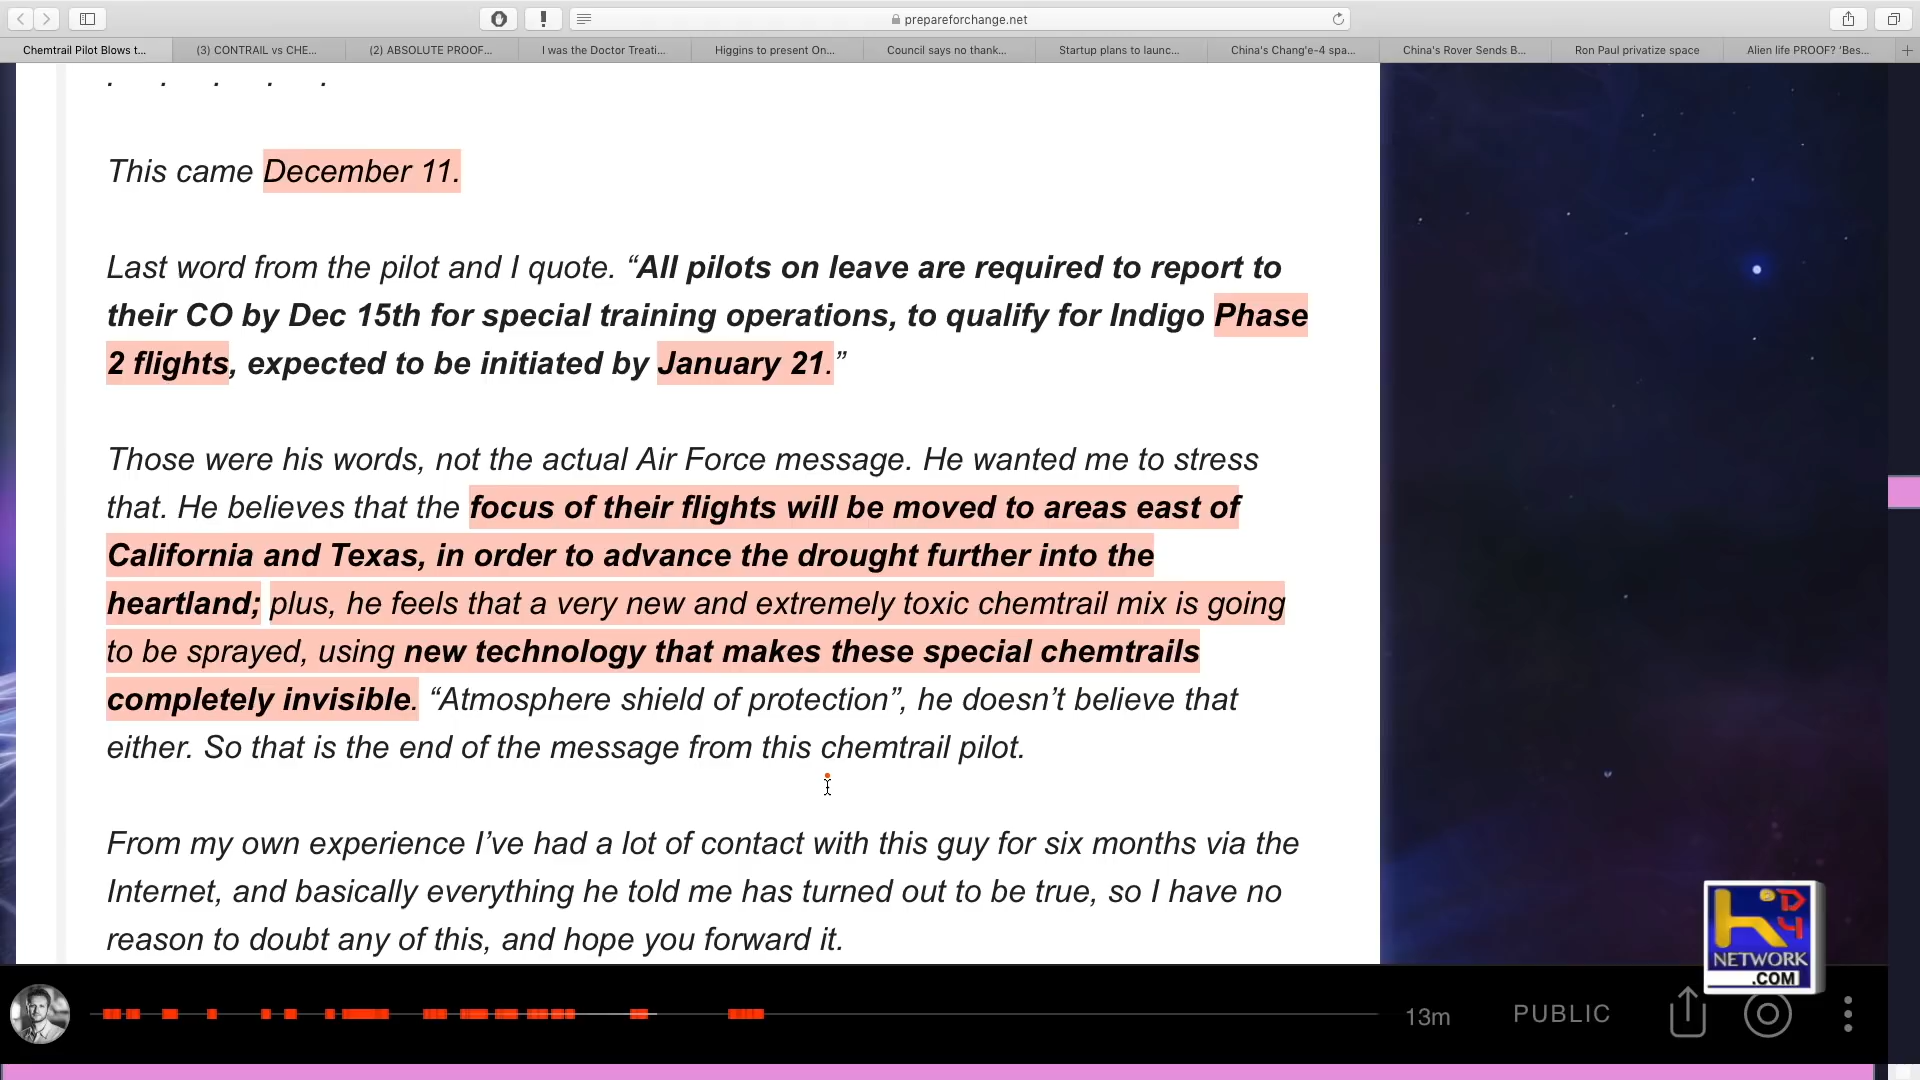 prepareforchange.net
Chemtrail Pilot Blows t...
(3) CONTRAIL vs CHE...
(2) ABSOLUTE PROOF...
I was the Doctor Treati...
Higgins to present On...
Council says no thank...
Startup plans to launc...
China's Chang'e-4 spa...
China's Rover Sends B...
Ron Paul privatize space
Alien life PROOF? 'Bes...
This came December 11.
Last word from the pilot and I quote. “All pilots on leave are required to report to
their CO by Dec 15th for special training operations, to qualify for Indigo Phase
2 flights, expected to be initiated by January 21.”
Those were his words, not the actual Air Force message. He wanted me to stress
that. He believes that the focus of their flights will be moved to areas east of
California and Texas, in order to advance the drought further into the
heartland; plus, he feels that a very new and extremely toxic chemtrail mix is going
to be sprayed, using new technology that makes these special chemtrails
completely invisible. “Atmosphere shield of protection”, he doesn’t believe that
either. So that is the end of the message from this chemtrail pilot.
From my own experience I’ve had a lot of contact with this guy for six months via the
Internet, and basically everything he told me has turned out to be true, so I have no
reason to doubt any of this, and hope you forward it.
NETWORK
.COM
13m
PUBLIC